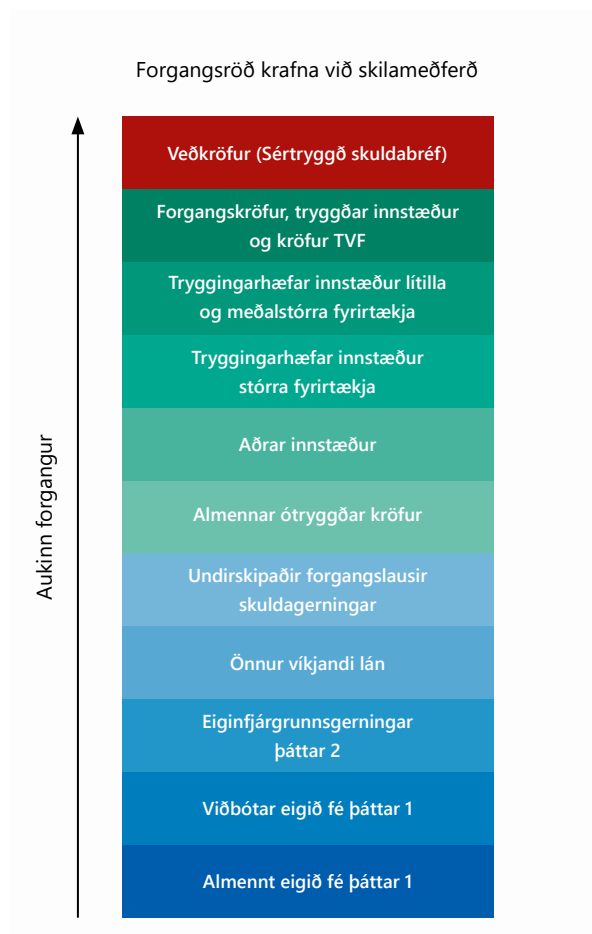 Forgangsröð krafna við skilameðferð
Aukinn forgangur
Veðkröfur (Sértryggð skuldabréf)
Forgangskröfur, tryggðar innstæður
og kröfur TVF
Tryggingarhæfar innstæður lítilla
og meðalstórra fyrirtækja
Tryggingarhæfar innstæður
stórra fyrirtækja
Aðrar innstæður
Almennar ótryggðar kröfur
Undirskipaðir forgangslausir
skuldagerningar
Önnur víkjandi lán
Eiginfjárgrunnsgerningar
þáttar 2
Viðbótar eigið fé þáttar 1
Almennt eigið fé þáttar 1